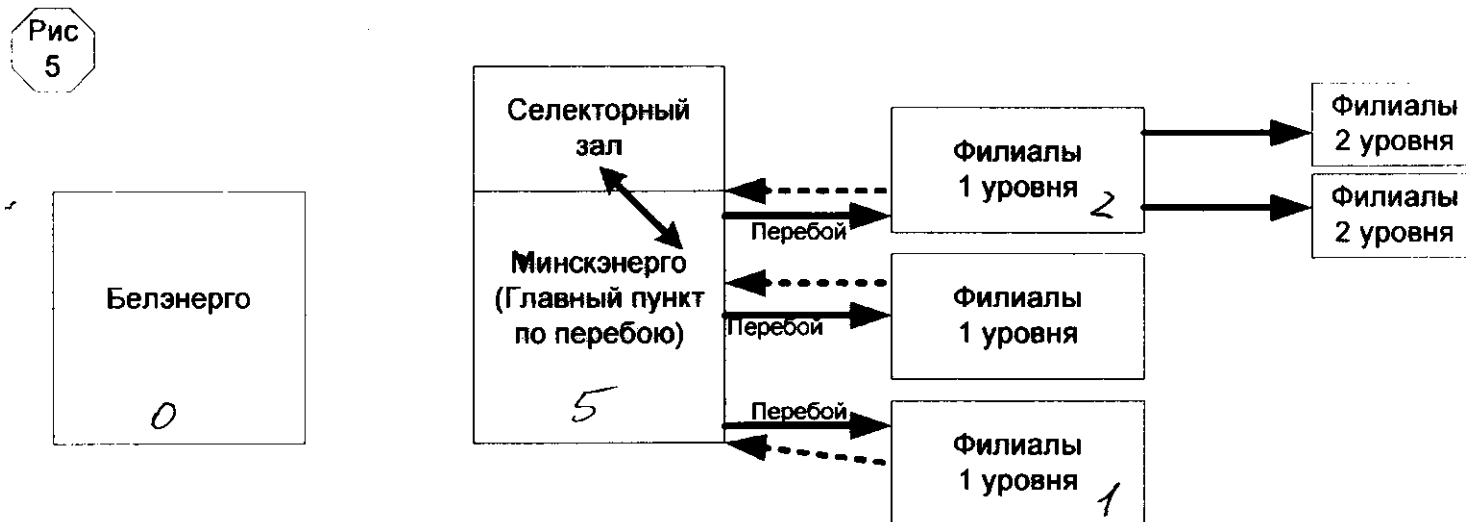 Рис
5
Белэнерго
0
Селекторный
зал
Минскэнерго
(Главный пункт
по перебою)
5
Перебой
Перебой
Перебой
Филиалы
1 уровня
2
Филиалы
1 уровня
Филиалы
1 уровня
1
Филиалы
2 уровня
Филиалы
2 уровня